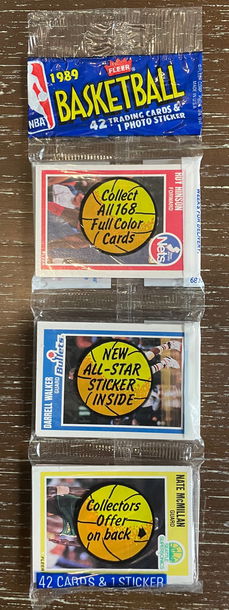 FLEER
1989
BASKETBALL
NBA
42 TRADING CARDS &
1 PHOTO STICKER
Collect
All 168
Full Color
Cards
ROY HINSON
FORWARD
Nets
NEW
ALL-STAR
STICKER
INSIDE
DARRELL WALKER
GUARD
Bullets
Collectors
Offer
on back
NATE McMILLAN
GUARD
42 CARDS & 1 STICKER